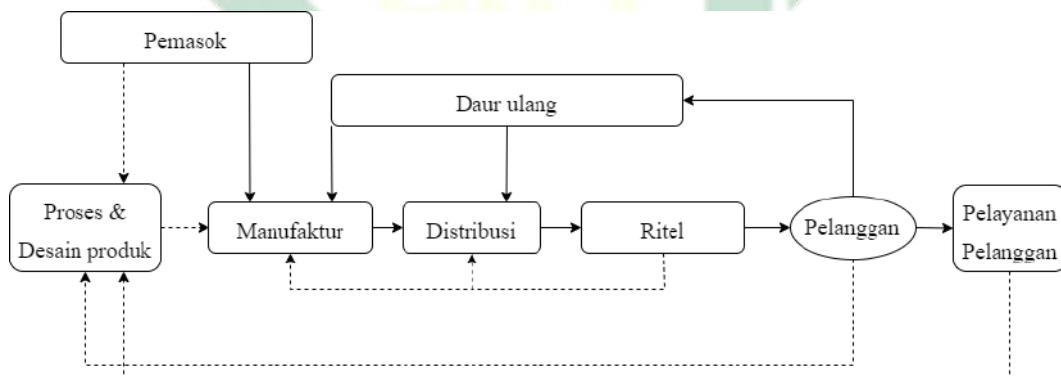 Pemasok
Daur ulang
Proses &
Desain produk
Manufaktur
Distribusi
Ritel
Pelanggan
Pelayanan
Pelanggan